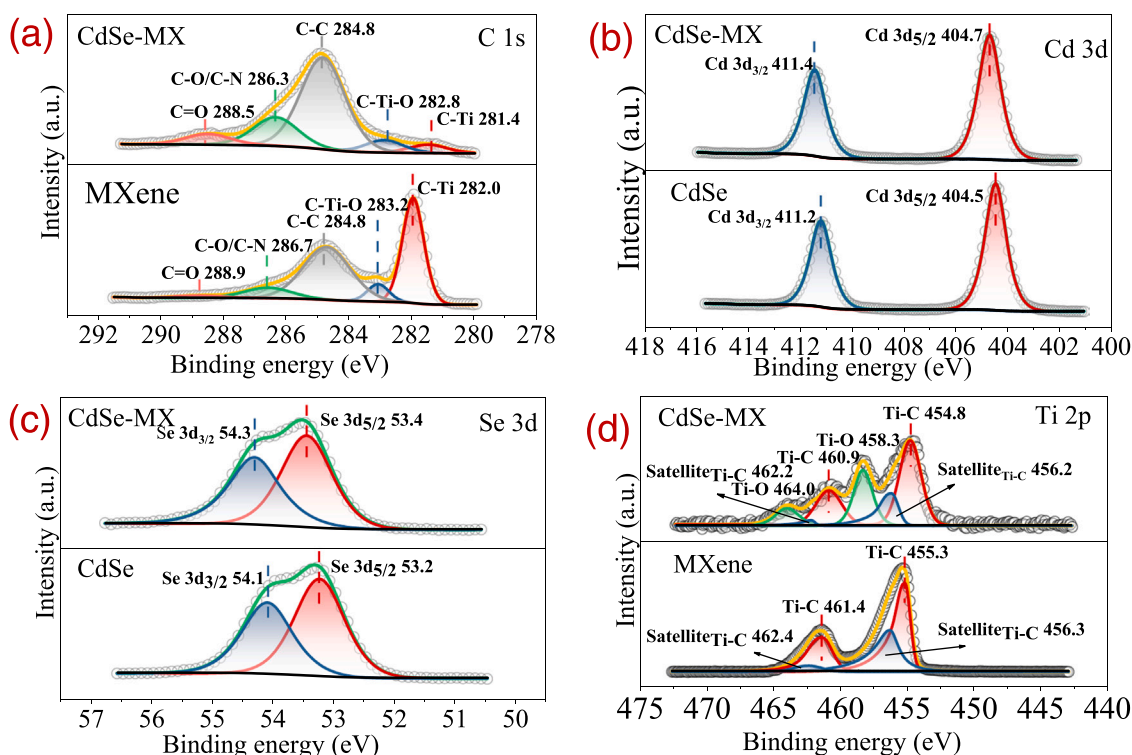 (a)
CdSe-MX
C 1s
C-C 284.8
C-O/C-N 286.3
C=O 288.5
C-Ti-O 282.8
C-Ti 281.4
MXene
C-Ti 282.0
C-Ti-O 283.2
C-C 284.8
C-O/C-N 286.7
C=O 288.9
Intensity (a.u.)
292 290 288 286 284 282 280 278
Binding energy (eV)
(b)
CdSe-MX
Cd 3d
Cd 3d5/2 404.7
Cd 3d3/2 411.4
CdSe
Cd 3d5/2 404.5
Cd 3d3/2 411.2
Intensity (a.u.)
418 416 414 412 410 408 406 404 402 400
Binding energy (eV)
(c)
CdSe-MX
Se 3d
Se 3d3/2 54.3
Se 3d5/2 53.4
CdSe
Se 3d3/2 54.1
Se 3d5/2 53.2
Intensity (a.u.)
57 56 55 54 53 52 51 50
Binding energy (eV)
(d)
CdSe-MX
Ti 2p
Ti-C 454.8
Ti-O 458.3
Ti-C 460.9
SatelliteTi-C 462.2
Ti-O 464.0
SatelliteTi-C 456.2
MXene
Ti-C 455.3
Ti-C 461.4
SatelliteTi-C 462.4
SatelliteTi-C 456.3
Intensity (a.u.)
475 470 465 460 455 450 445 440
Binding energy (eV)